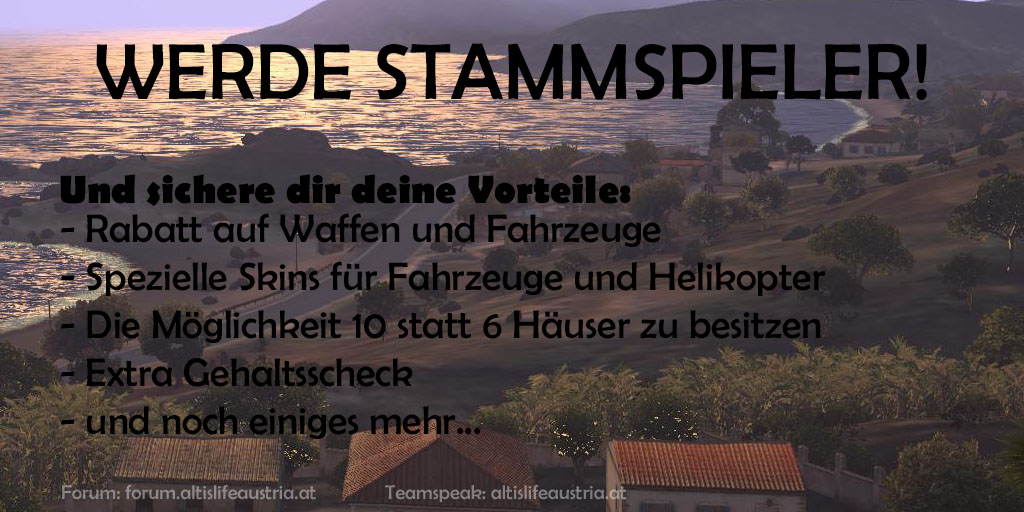 WERDE STAMMSPIELER!
Und sichere dir deine Vorteile:
- Rabatt auf Waffen und Fahrzeuge
- Spezielle Skins für Fahrzeuge und Helikopter
- Die Möglichkeit 10 statt 6 Häuser zu besitzen
- Extra Gehaltsscheck
- und noch einiges mehr...
Forum: forum.altislifeaustria.at Teamspeak: altislifeaustria.at